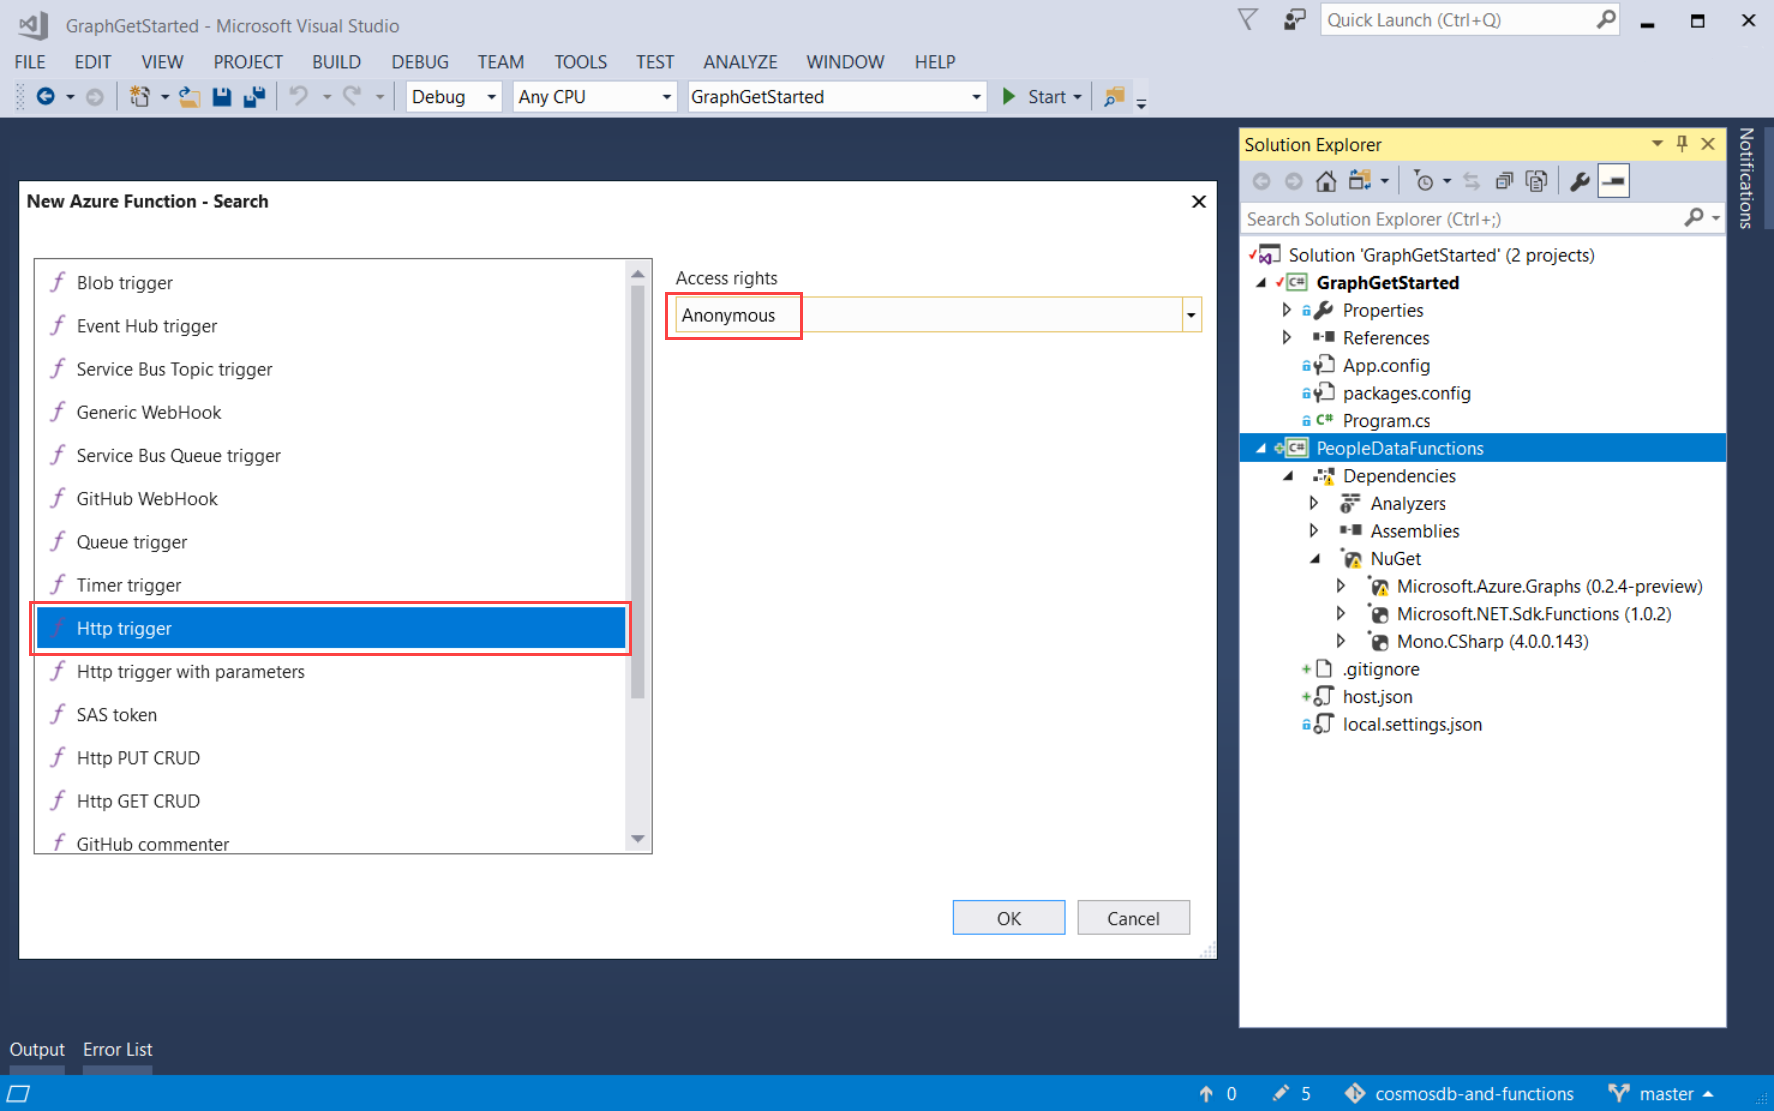 GraphGetStarted - Microsoft Visual Studio
Quick Launch (Ctrl+Q)
FILE EDIT VIEW PROJECT BUILD DEBUG TEAM TOOLS TEST ANALYZE WINDOW HELP
Debug Any CPU GraphGetStarted Start
Solution Explorer
Notifications
Search Solution Explorer (Ctrl+;)
Solution 'GraphGetStarted' (2 projects)
C# GraphGetStarted
Properties
References
App.config
packages.config
C# Program.cs
C# PeopleDataFunctions
Dependencies
Analyzers
Assemblies
NuGet
Microsoft.Azure.Graphs (0.2.4-preview)
Microsoft.NET.Sdk.Functions (1.0.2)
Mono.CSharp (4.0.0.143)
.gitignore
host.json
local.settings.json
New Azure Function - Search
Blob trigger
Event Hub trigger
Service Bus Topic trigger
Generic WebHook
Service Bus Queue trigger
GitHub WebHook
Queue trigger
Timer trigger
Http trigger
Http trigger with parameters
SAS token
Http PUT CRUD
Http GET CRUD
GitHub commenter
Access rights
Anonymous
OK Cancel
Output Error List
0 5 cosmosdb-and-functions master